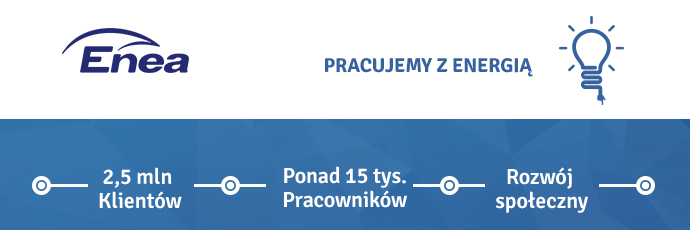 Enea
PRACUJEMY Z ENERGIĄ
2,5 mln
Klientów
Ponad 15 tys.
Pracowników
Rozwój
społeczny